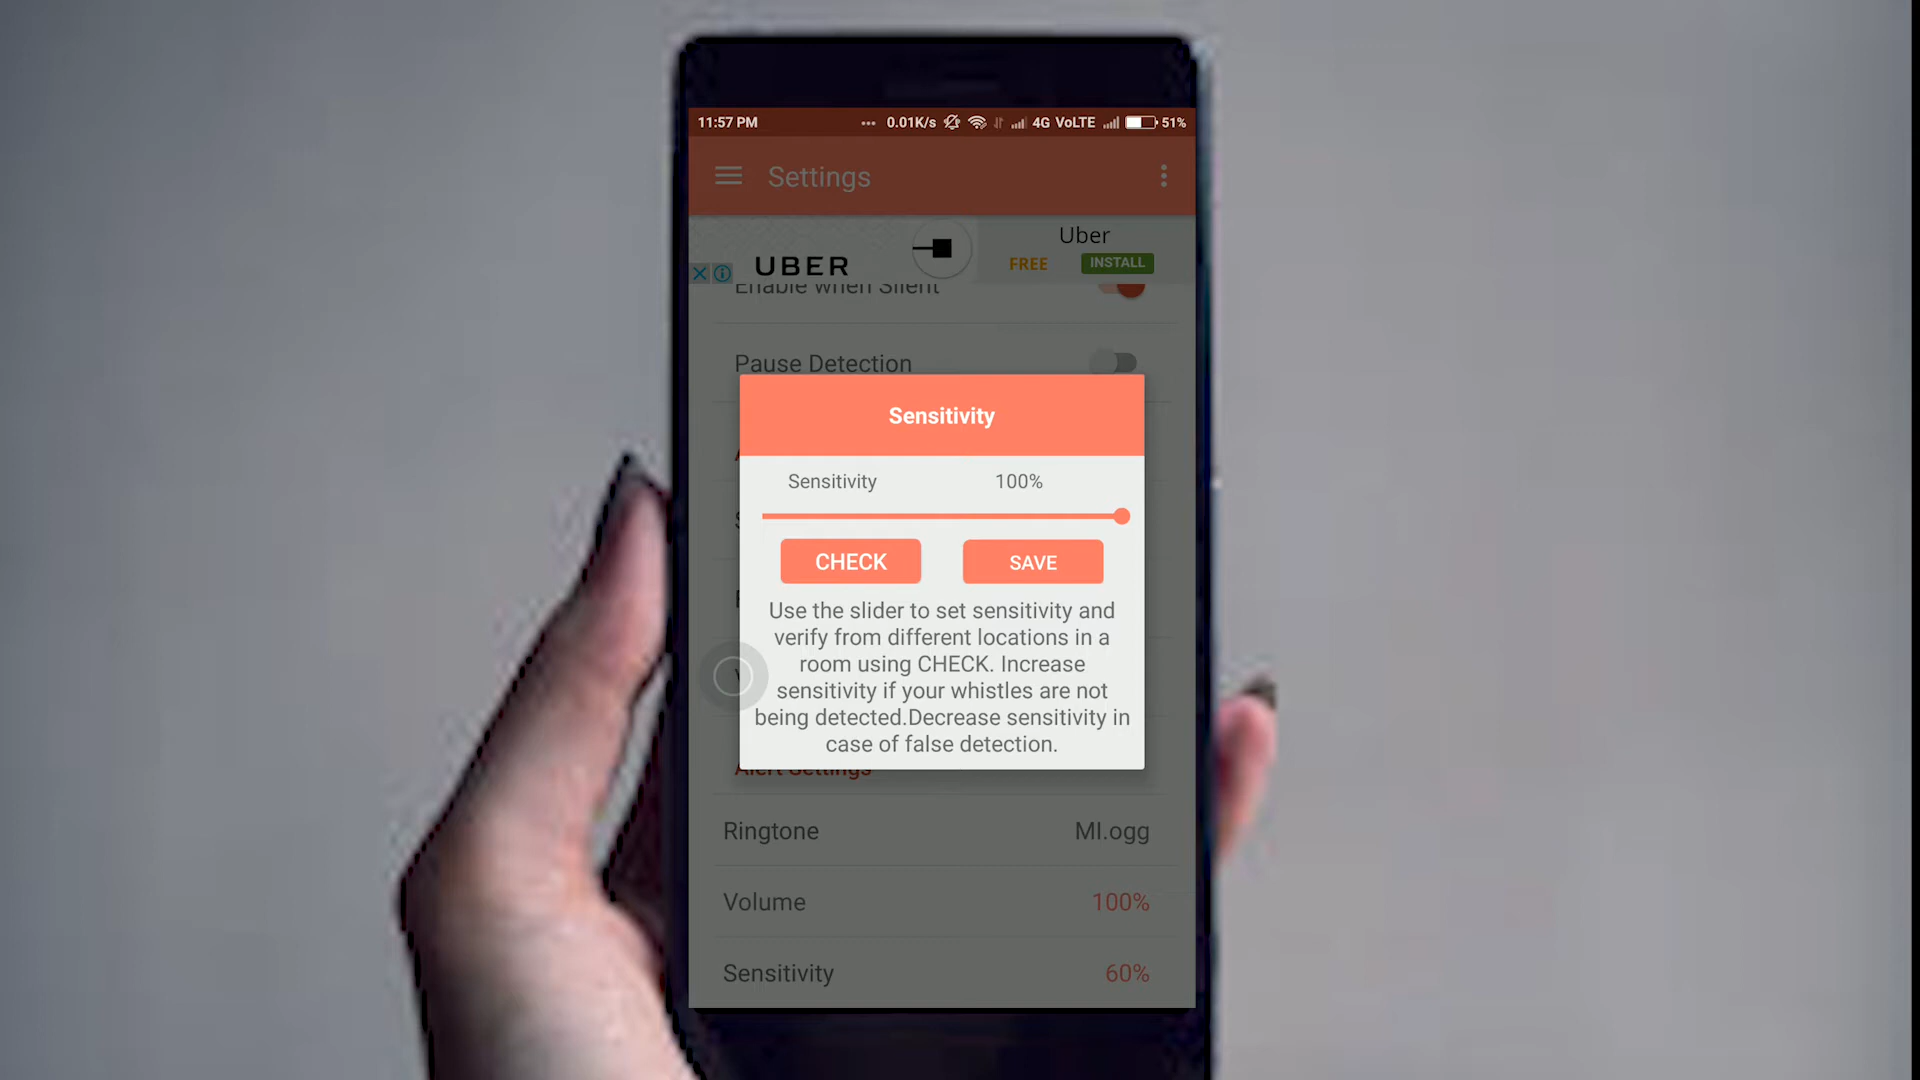 11:57 PM ... 0.01K/s 4G VoLTE 51%
Settings
UBER
Uber
FREE INSTALL
Enable when Silent
Pause Detection
Sensitivity
Sensitivity 100%
CHECK SAVE
Use the slider to set sensitivity and
verify from different locations in a
room using CHECK. Increase
sensitivity if your whistles are not
being detected.Decrease sensitivity in
case of false detection.
Alert Settings
Ringtone MI.ogg
Volume 100%
Sensitivity 60%